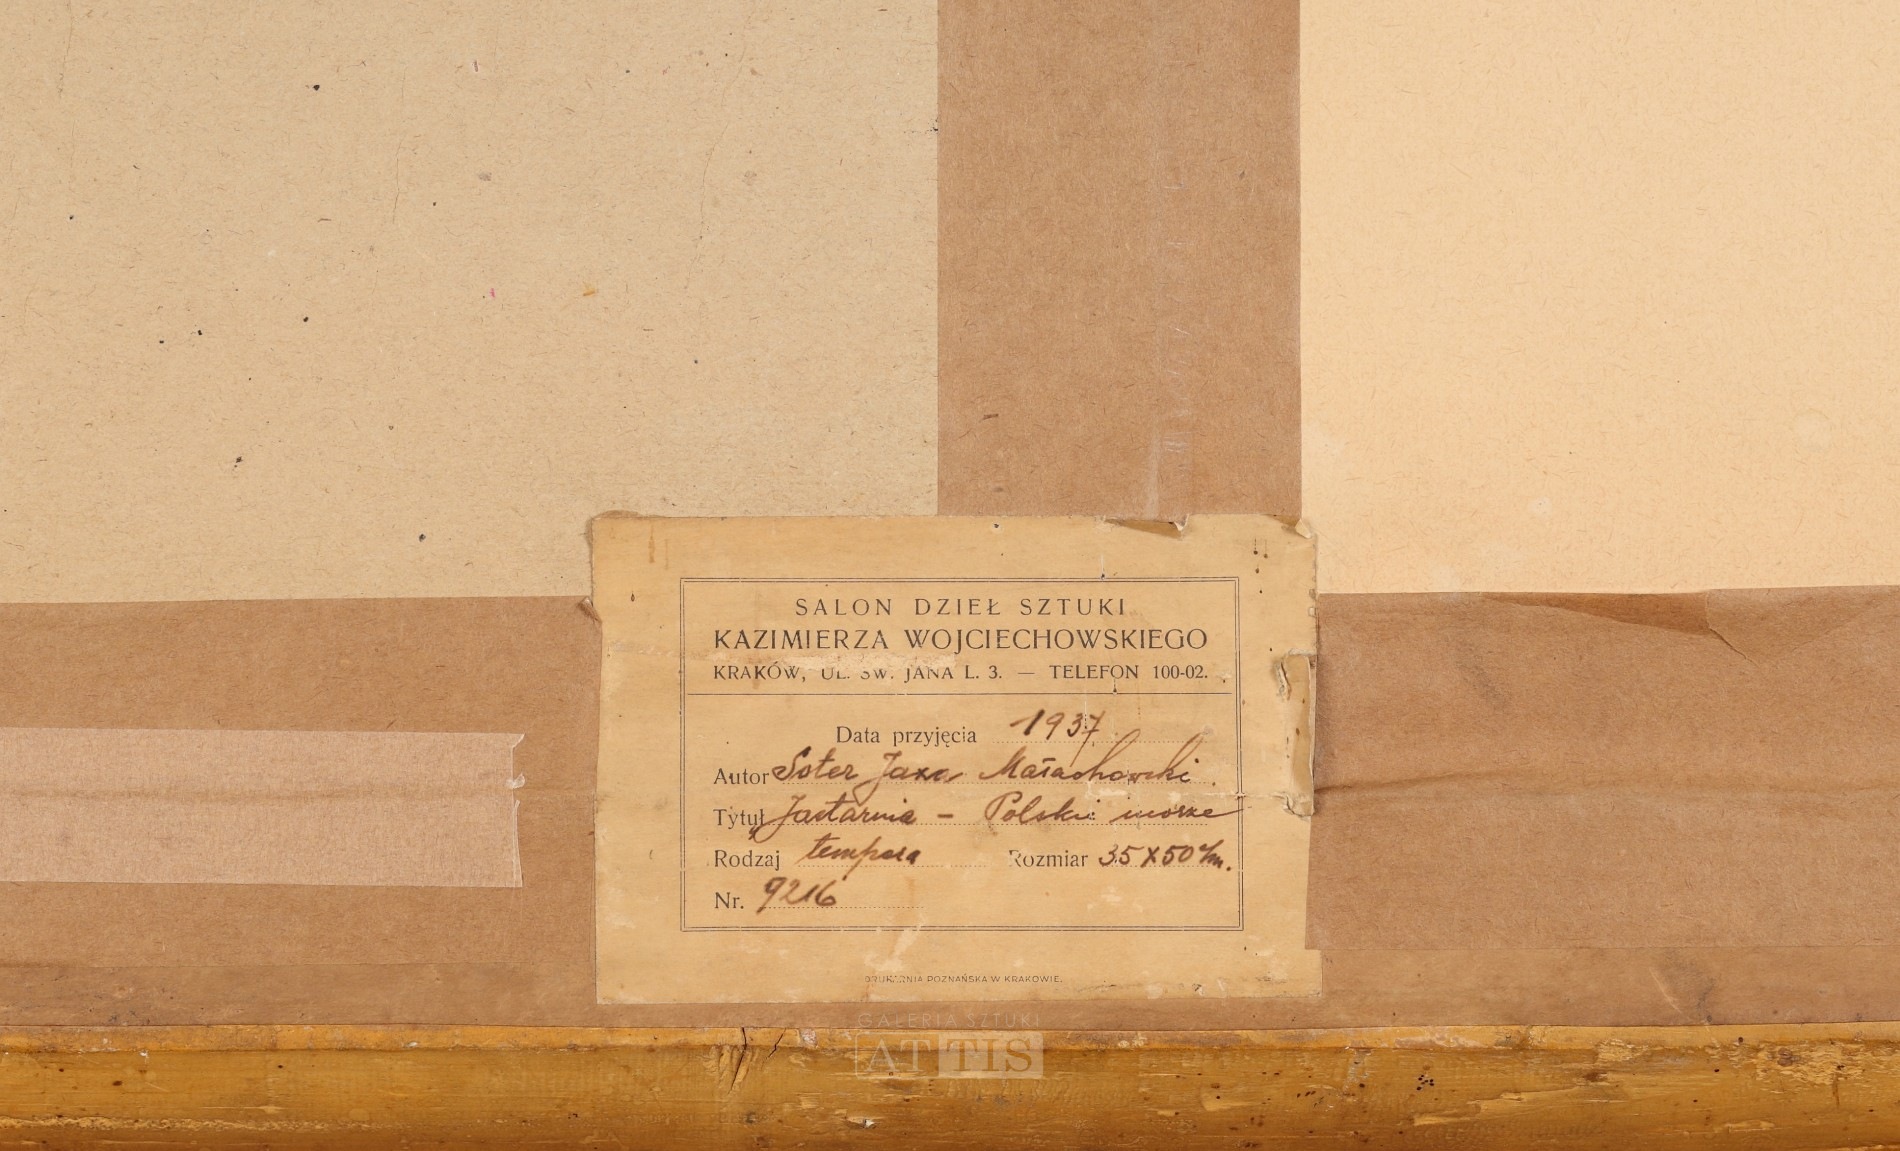 SALON DZIEŁ SZTUKI
KAZIMIERZA WOJCIECHOWSKIEGO
KRAKÓW, UL. ŚW. JANA L. 3. — TELEFON 100-02.
Data przyjęcia 1937
Autor Soter Jaxa Małachowski
Tytuł Jastarnia – Polskie morze
Rodzaj tempera Rozmiar 35 x 50 cm.
Nr. 9216
DRUKARNIA POZNAŃSKA W KRAKOWIE.
GALERIA SZTUKI
ATTIS